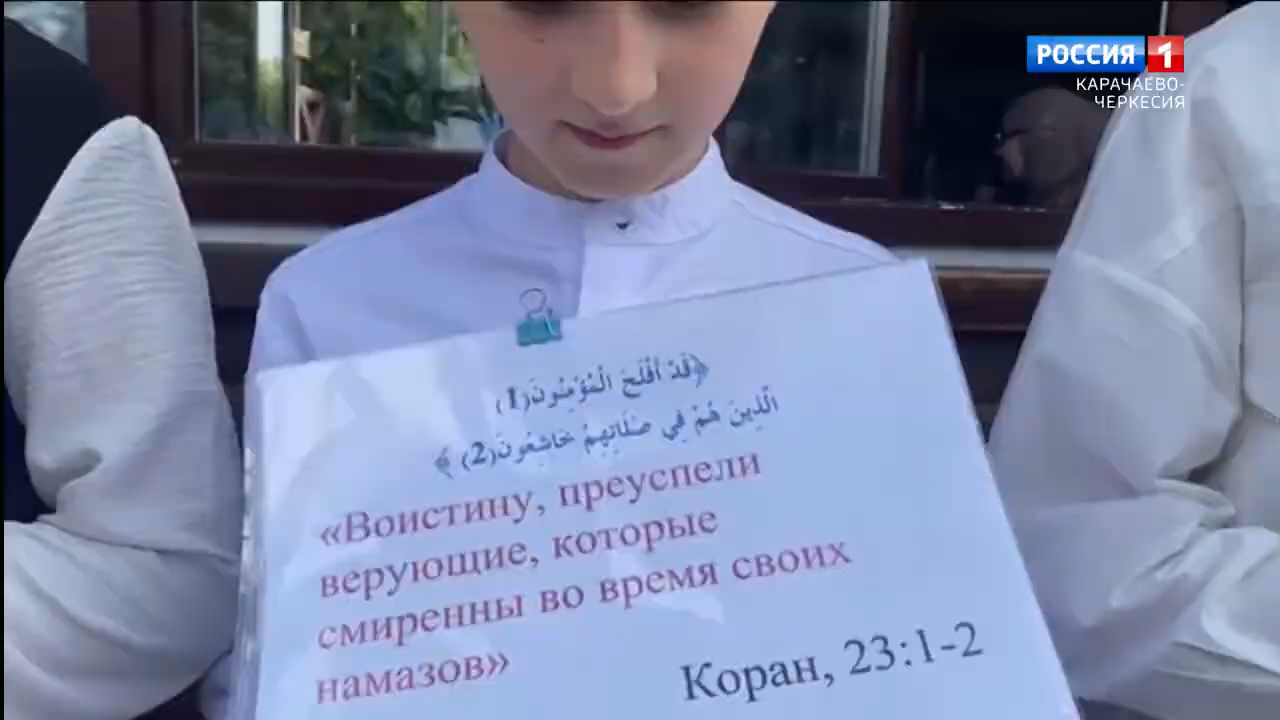 РОССИЯ 1
КАРАЧАЕВО-
ЧЕРКЕСИЯ
﴿قَدْ أَفْلَحَ الْمُؤْمِنُونَ(1)
الَّذِينَ هُمْ فِي صَلَاتِهِمْ خَاشِعُونَ(2) ﴾
«Воистину, преуспели
верующие, которые
смиренны во время своих
намазов»
Коран, 23:1-2